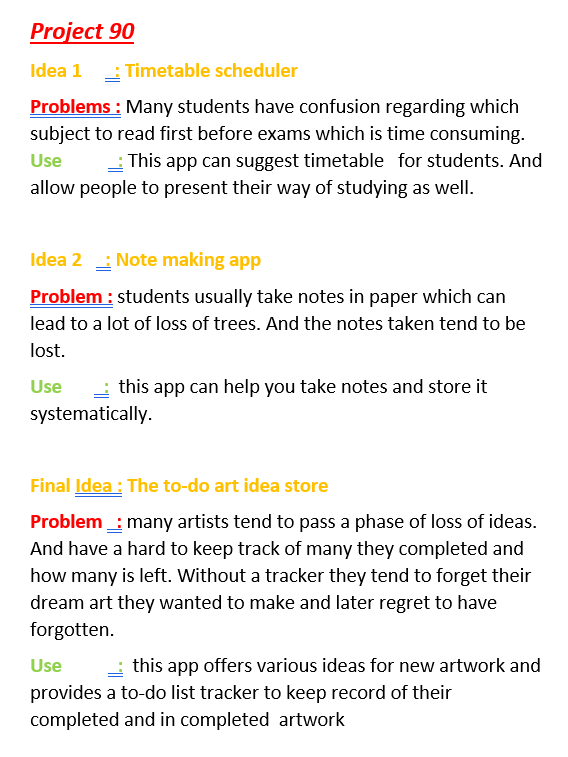 Project 90
Idea 1 : Timetable scheduler
Problems : Many students have confusion regarding which
subject to read first before exams which is time consuming.
Use : This app can suggest timetable for students. And
allow people to present their way of studying as well.
Idea 2 : Note making app
Problem : students usually take notes in paper which can
lead to a lot of loss of trees. And the notes taken tend to be
lost.
Use : this app can help you take notes and store it
systematically.
Final Idea : The to-do art idea store
Problem : many artists tend to pass a phase of loss of ideas.
And have a hard to keep track of many they completed and
how many is left. Without a tracker they tend to forget their
dream art they wanted to make and later regret to have
forgotten.
Use : this app offers various ideas for new artwork and
provides a to-do list tracker to keep record of their
completed and in completed artwork